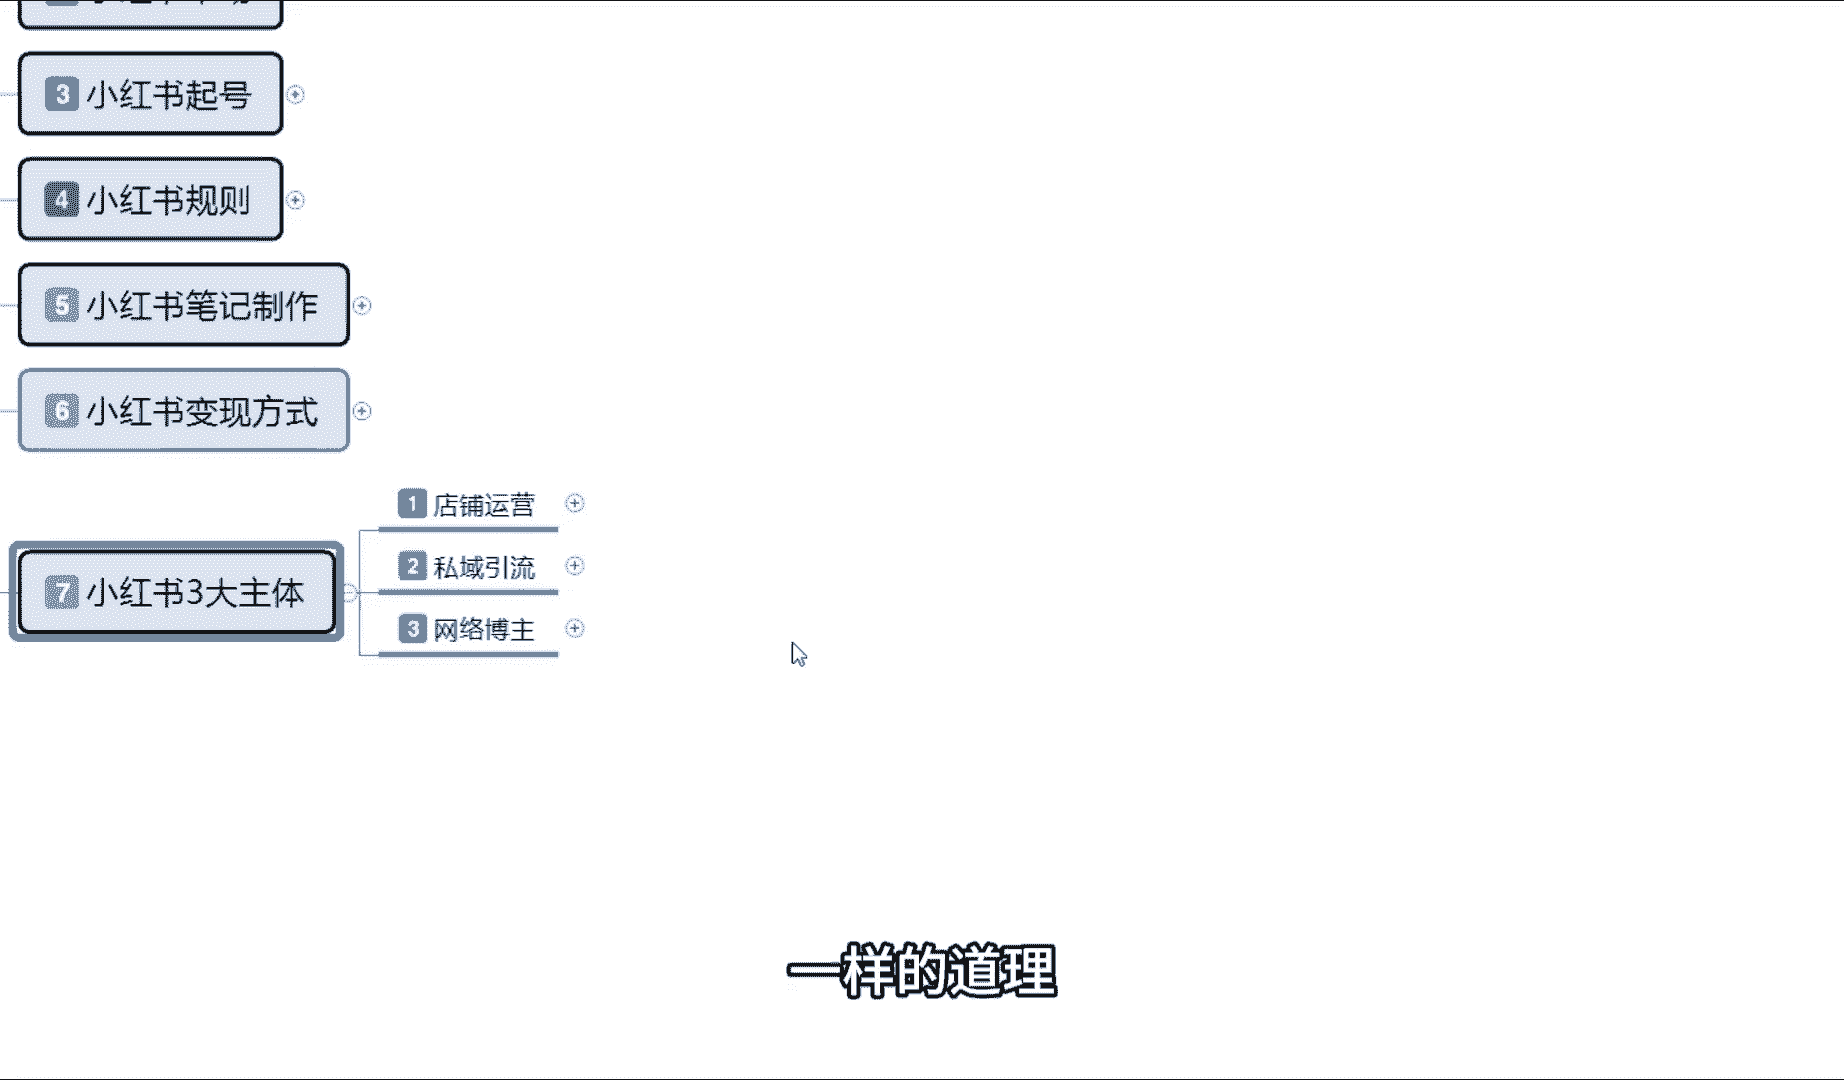 3 小红书起号
4 小红书规则
5 小红书笔记制作
6 小红书变现方式
7 小红书3大主体
1 店铺运营
2 私域引流
3 网络博主
一样的道理